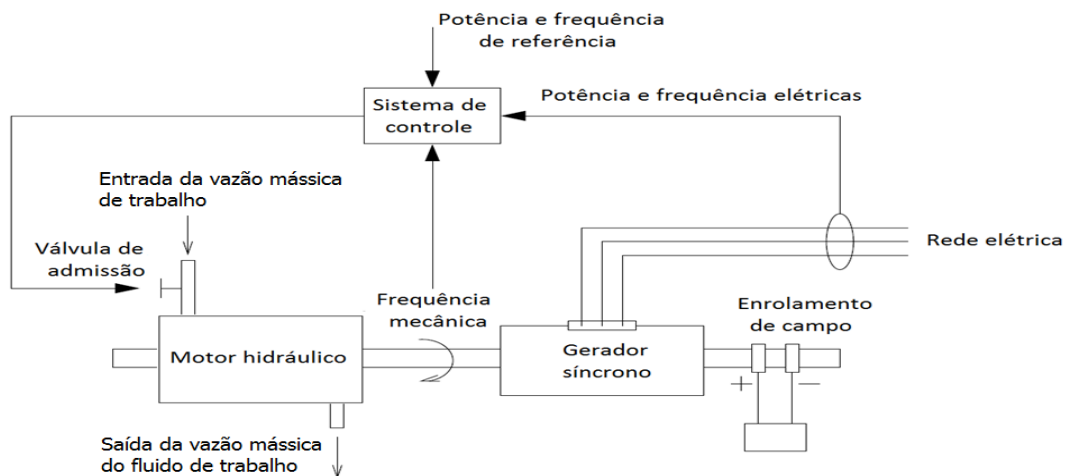 Potência e frequência
de referência
Sistema de
controle
Potência e frequência elétricas
Entrada da vazão mássica
de trabalho
Válvula de
admissão
Rede elétrica
Frequência
mecânica
Enrolamento
de campo
Motor hidráulico
Gerador
síncrono
+
—
Saída da vazão mássica
do fluido de trabalho